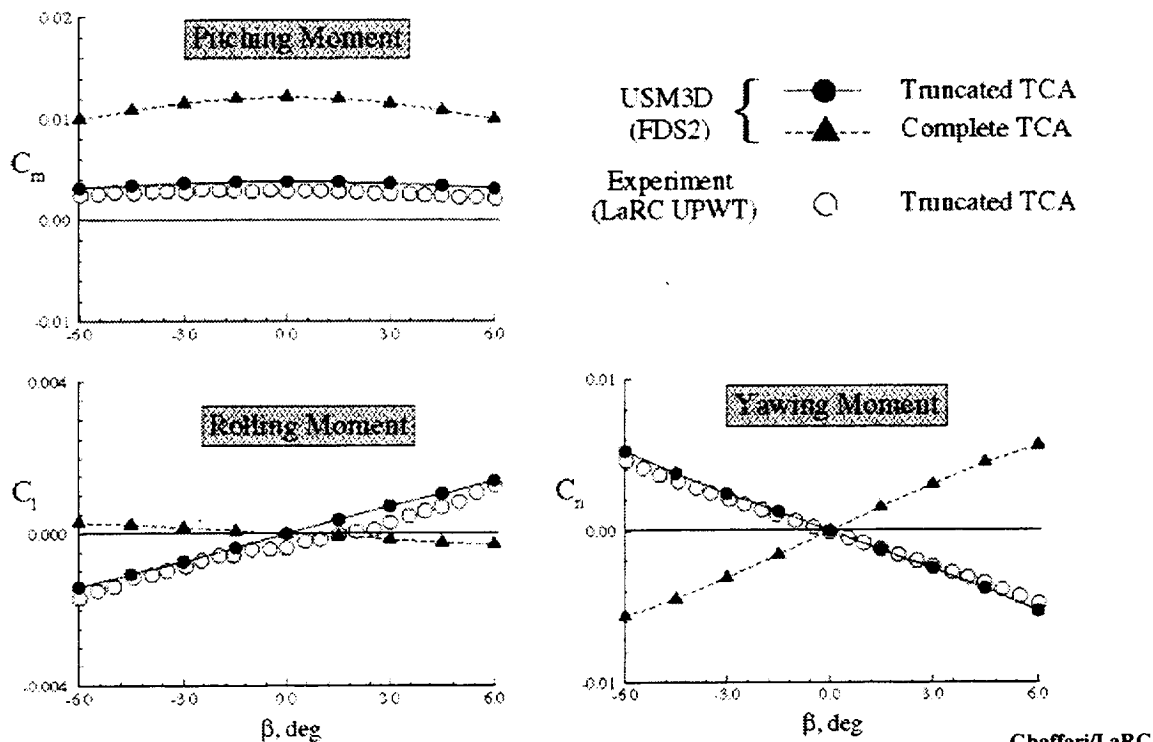 Pitching Moment
0.02
0.01
C_m
0.00
-0.01
-6.0 -3.0 0.0 3.0 6.0
USM3D
(FDS2)
Truncated TCA
Complete TCA
Experiment
(LaRC UPWT)
Truncated TCA
Rolling Moment
0.004
C_l
0.000
-0.004
-6.0 -3.0 0.0 3.0 6.0
β, deg
Yawing Moment
0.01
C_n
0.00
-0.01
-6.0 -3.0 0.0 3.0 6.0
β, deg
Ghaffari/LaRC